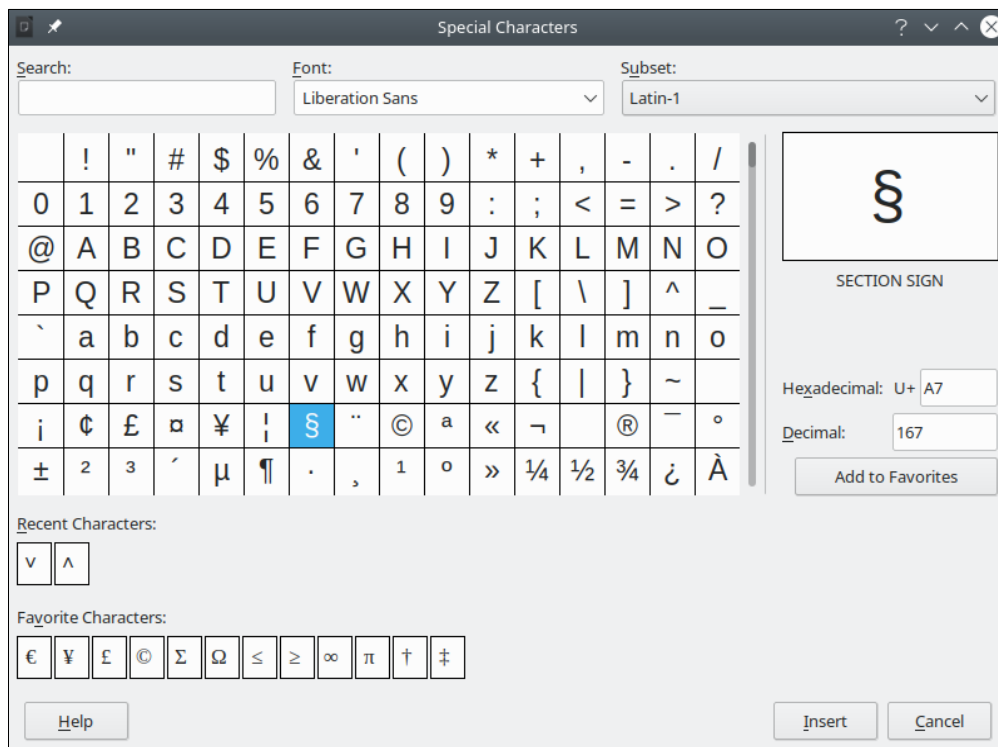 Special Characters
Search: Font: Subset:
Liberation Sans Latin-1
! " # $ % & ' ( ) * + , - . /
0 1 2 3 4 5 6 7 8 9 : ; < = > ?
@ A B C D E F G H I J K L M N O
P Q R S T U V W X Y Z [ \ ] ^ _
` a b c d e f g h i j k l m n o
p q r s t u v w x y z { | } ~
¡ ¢ £ ¤ ¥ ¦ § ¨ © ª « ¬ ® ¯ °
± ² ³ ´ µ ¶ · ¸ ¹ º » ¼ ½ ¾ ¿ À
§
SECTION SIGN
Hexadecimal: U+ A7
Decimal: 167
Add to Favorites
Recent Characters:
˅ ˄
Favorite Characters:
€ ¥ £ © Σ Ω ≤ ≥ ∞ π † ‡
Help Insert Cancel